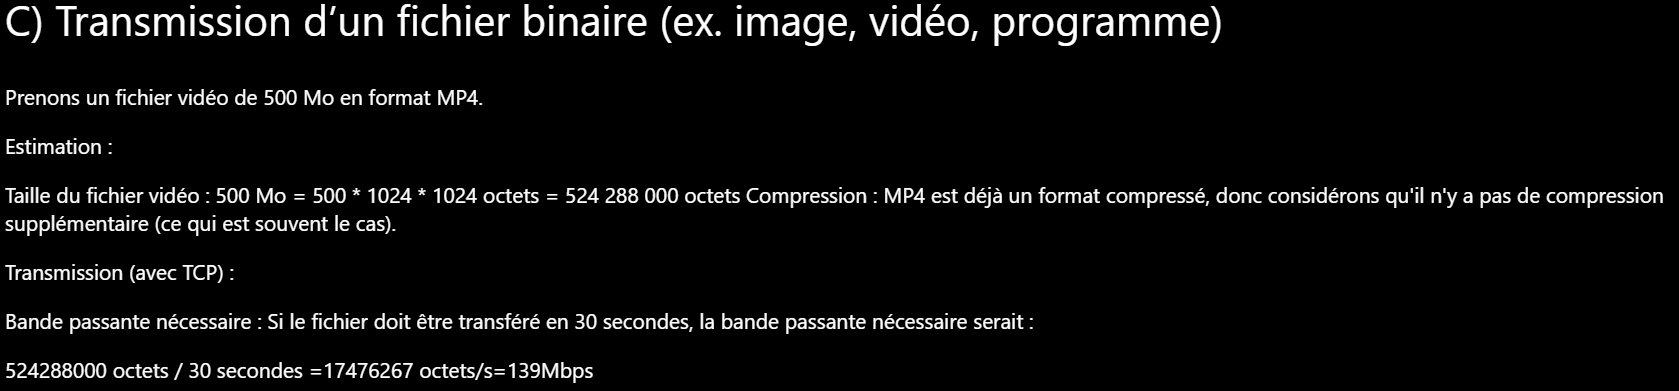 C) Transmission d’un fichier binaire (ex. image, vidéo, programme)
Prenons un fichier vidéo de 500 Mo en format MP4.
Estimation :
Taille du fichier vidéo : 500 Mo = 500 * 1024 * 1024 octets = 524 288 000 octets Compression : MP4 est déjà un format compressé, donc considérons qu'il n'y a pas de compression
supplémentaire (ce qui est souvent le cas).
Transmission (avec TCP) :
Bande passante nécessaire : Si le fichier doit être transféré en 30 secondes, la bande passante nécessaire serait :
524288000 octets / 30 secondes =17476267 octets/s=139Mbps